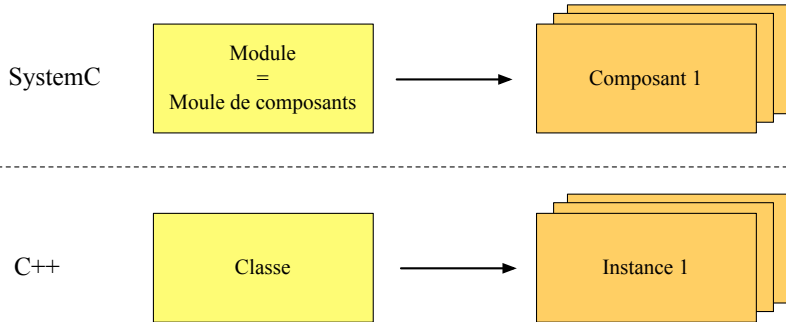 SystemC
Module
=
Moule de composants
Composant 1
C++
Classe
Instance 1